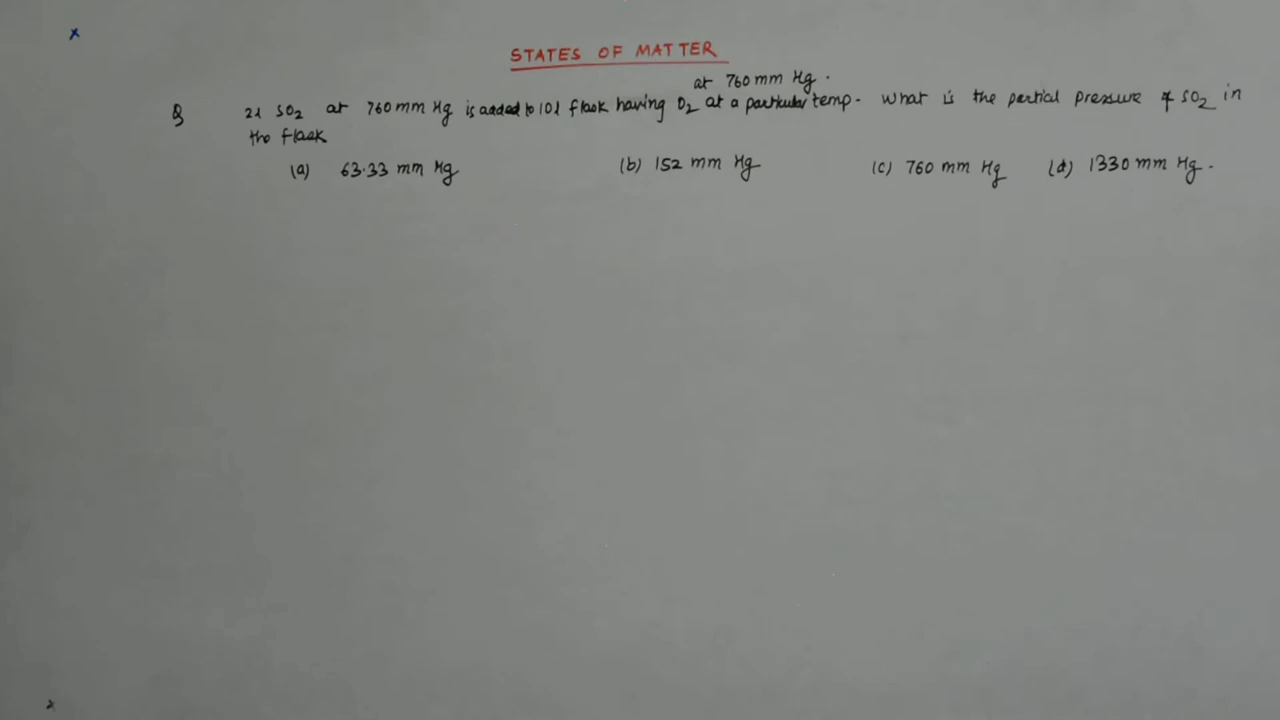 STATES OF MATTER
at 760 mm Hg.
Q 2l SO2 at 760 mm Hg is added to 10l flask having O2 at a particular temp. What is the partial pressure of SO2 in
the flask
(a) 63.33 mm Hg (b) 152 mm Hg (c) 760 mm Hg (d) 1330 mm Hg.